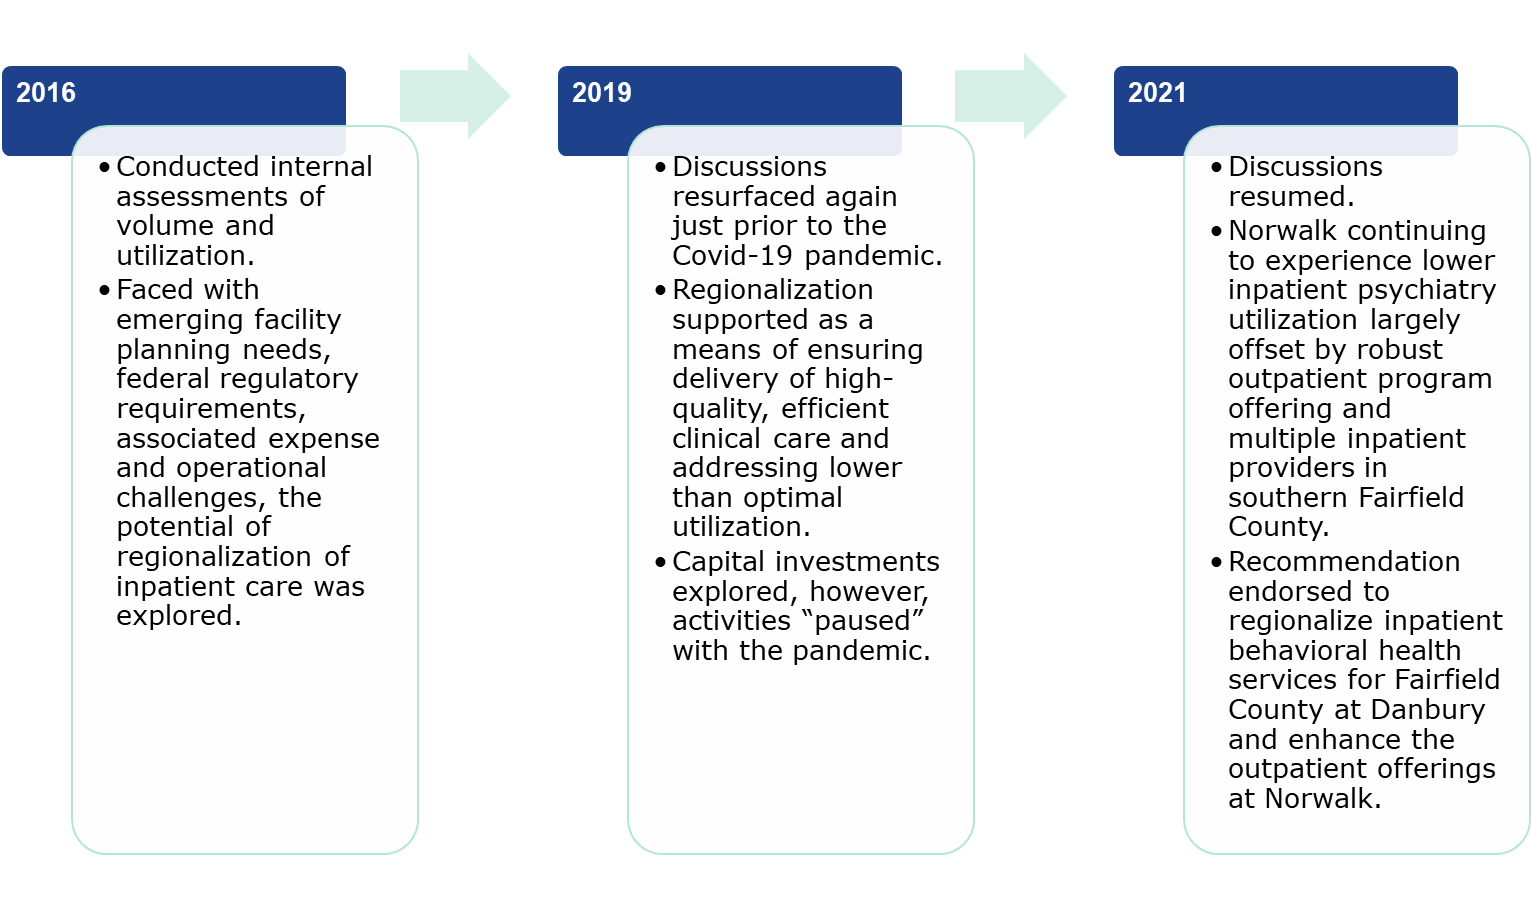 2016
• Conducted internal
assessments of
volume and
utilization.
• Faced with
emerging facility
planning needs,
federal regulatory
requirements,
associated expense
and operational
challenges, the
potential of
regionalization of
inpatient care was
explored.
2019
• Discussions
resurfaced again
just prior to the
Covid-19 pandemic.
• Regionalization
supported as a
means of ensuring
delivery of high-
quality, efficient
clinical care and
addressing lower
than optimal
utilization.
• Capital investments
explored, however,
activities “paused”
with the pandemic.
2021
• Discussions
resumed.
• Norwalk continuing
to experience lower
inpatient psychiatry
utilization largely
offset by robust
outpatient program
offering and
multiple inpatient
providers in
southern Fairfield
County.
• Recommendation
endorsed to
regionalize inpatient
behavioral health
services for Fairfield
County at Danbury
and enhance the
outpatient offerings
at Norwalk.